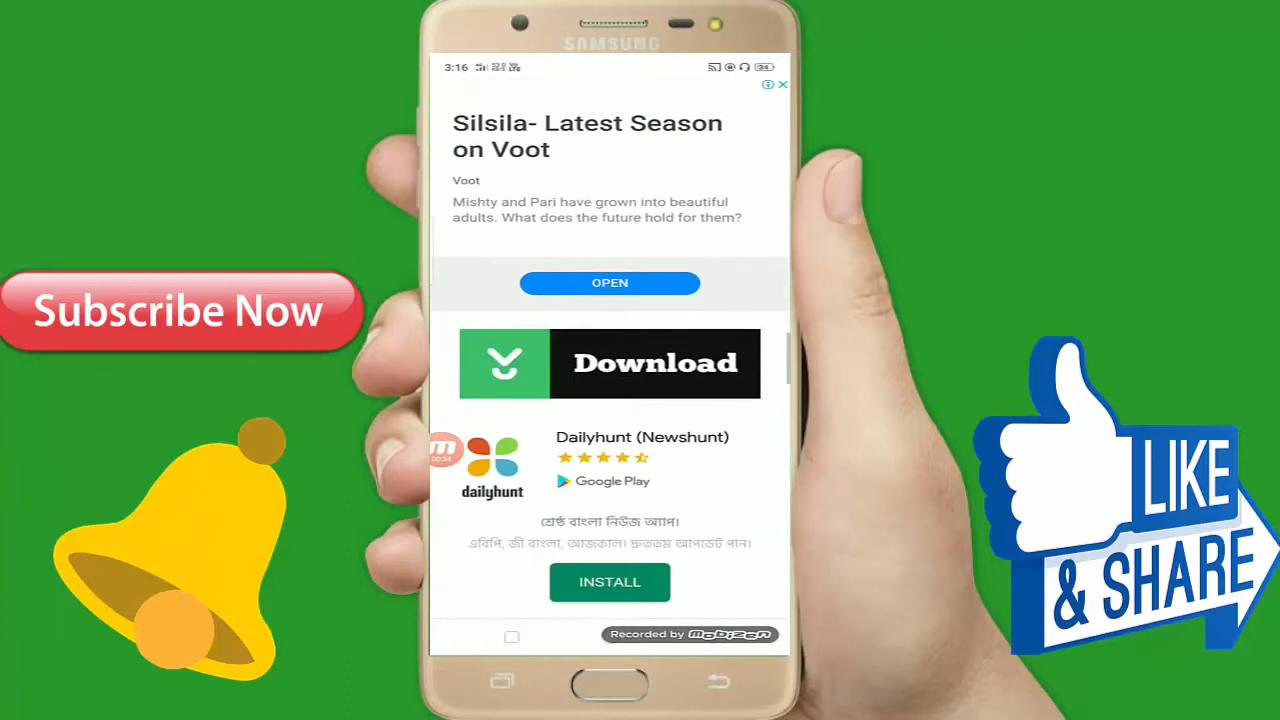 SAMSUNG
3:16
Silsila- Latest Season
on Voot
Voot
Mishty and Pari have grown into beautiful
adults. What does the future hold for them?
OPEN
Subscribe Now
Download
Dailyhunt (Newshunt)
Google Play
dailyhunt
শ্রেষ্ঠ বাংলা নিউজ অ্যাপ।
এবিপি, জী বাংলা, আজকাল। দ্রুততম আপডেট পান।
INSTALL
Recorded by mobizen
LIKE
& SHARE